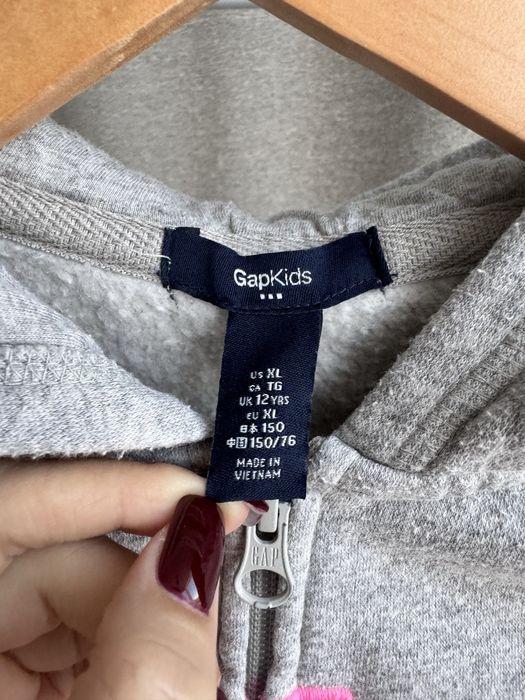 GapKids
US XL
CA TG
UK 12 YRS
EU XL
日本 150
中国 150/76
MADE IN
VIETNAM
GAP